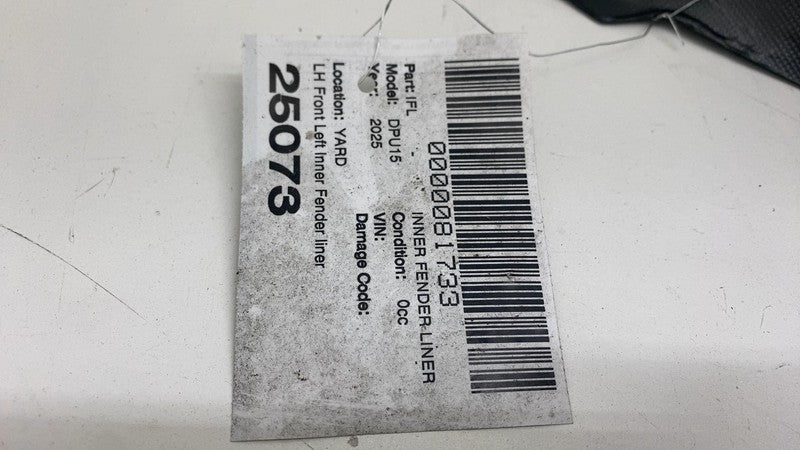 0000081733
Part: IFL - INNER FENDER LINER
Model: DPU15 Condition: 0cc
Year: 2025 VIN:
Damage Code:
Location: YARD
LH Front Left Inner Fender liner
25073